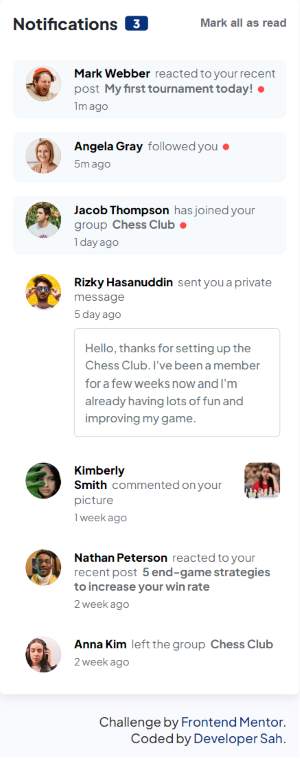 Notifications 3 Mark all as read
Mark Webber reacted to your recent
post My first tournament today!
1m ago
Angela Gray followed you
5m ago
Jacob Thompson has joined your
group Chess Club
1 day ago
Rizky Hasanuddin sent you a private
message
5 day ago
Hello, thanks for setting up the
Chess Club. I've been a member
for a few weeks now and I'm
already having lots of fun and
improving my game.
Kimberly
Smith commented on your
picture
1 week ago
Nathan Peterson reacted to your
recent post 5 end-game strategies
to increase your win rate
2 week ago
Anna Kim left the group Chess Club
2 week ago
Challenge by Frontend Mentor.
Coded by Developer Sah.